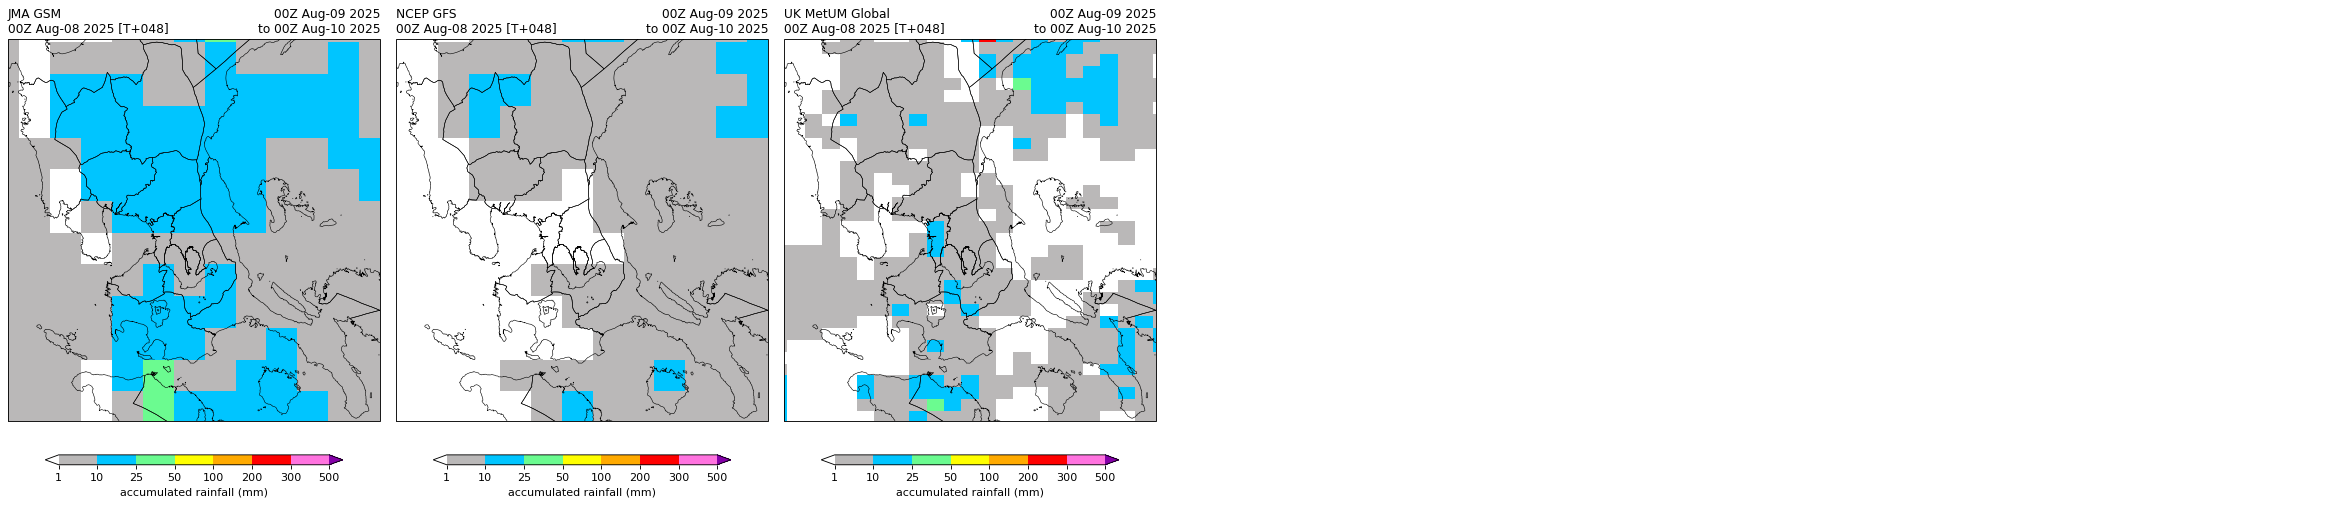 JMA GSM 00Z Aug-09 2025
00Z Aug-08 2025 [T+048] to 00Z Aug-10 2025
1 10 25 50 100 200 300 500
accumulated rainfall (mm)
NCEP GFS 00Z Aug-09 2025
00Z Aug-08 2025 [T+048] to 00Z Aug-10 2025
1 10 25 50 100 200 300 500
accumulated rainfall (mm)
UK MetUM Global 00Z Aug-09 2025
00Z Aug-08 2025 [T+048] to 00Z Aug-10 2025
1 10 25 50 100 200 300 500
accumulated rainfall (mm)